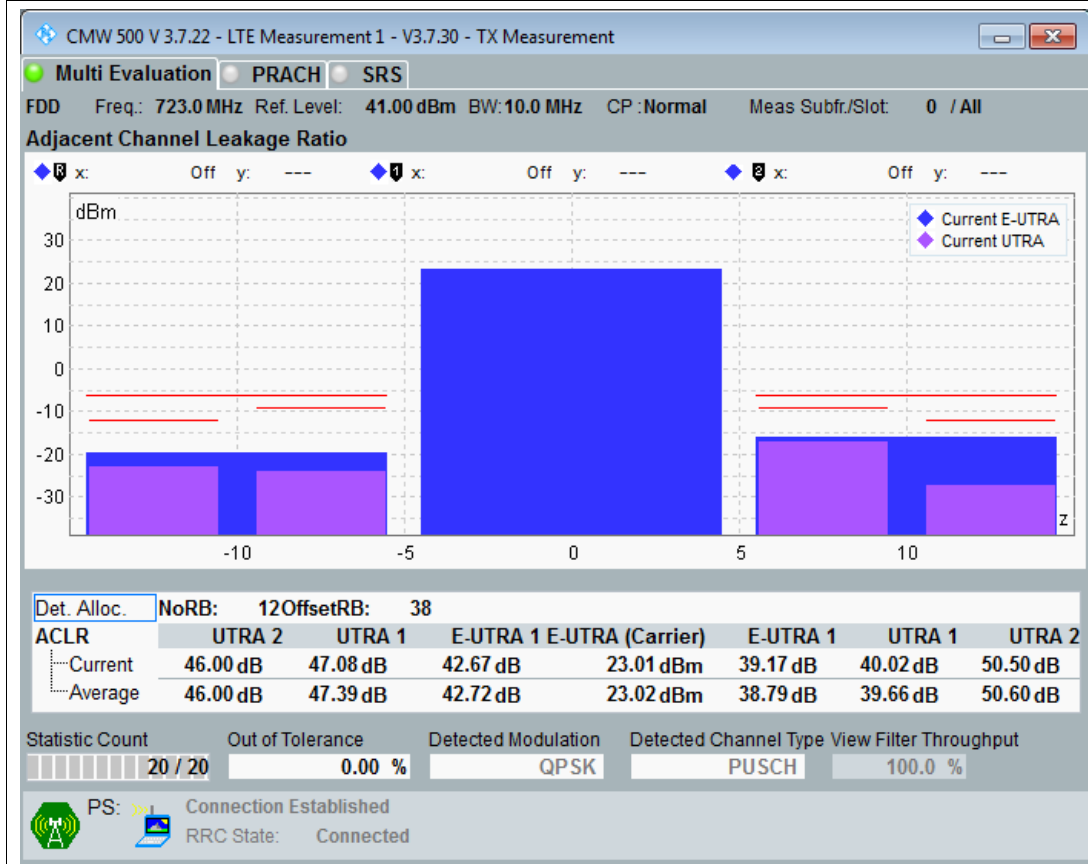 CMW 500 V 3.7.22 - LTE Measurement 1 - V3.7.30 - TX Measurement
Multi Evaluation PRACH SRS
FDD Freq.: 723.0 MHz Ref. Level: 41.00 dBm BW: 10.0 MHz CP : Normal Meas Subfr./Slot: 0 / All
Adjacent Channel Leakage Ratio
R x: Off y: --- 1 x: Off y: --- 2 x: Off y: ---
dBm
Current E-UTRA
Current UTRA
30
20
10
0
-10
-20
-30
z
-10 -5 0 5 10
Det. Alloc. NoRB: 12 OffsetRB: 38
ACLR UTRA 2 UTRA 1 E-UTRA 1 E-UTRA (Carrier) E-UTRA 1 UTRA 1 UTRA 2
Current 46.00 dB 47.08 dB 42.67 dB 23.01 dBm 39.17 dB 40.02 dB 50.50 dB
Average 46.00 dB 47.39 dB 42.72 dB 23.02 dBm 38.79 dB 39.66 dB 50.60 dB
Statistic Count Out of Tolerance Detected Modulation Detected Channel Type View Filter Throughput
20 / 20 0.00 % QPSK PUSCH 100.0 %
PS: Connection Established
RRC State: Connected